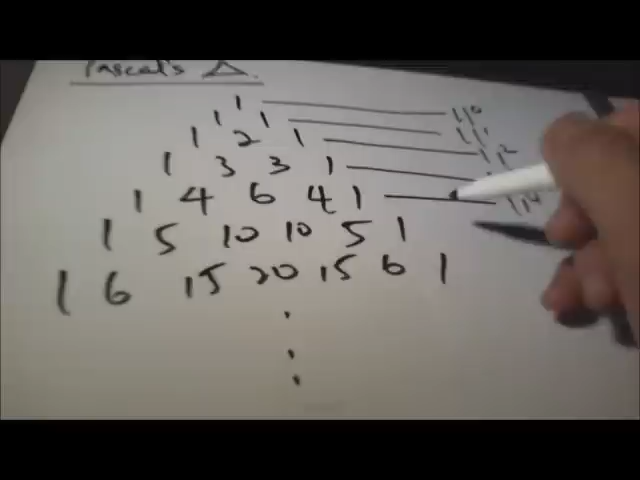 Pascal's Δ.
1 11⁰
1 1 11¹
1 2 1 11²
1 3 3 1
1 4 6 4 1 11⁴
1 5 10 10 5 1
1 6 15 20 15 6 1